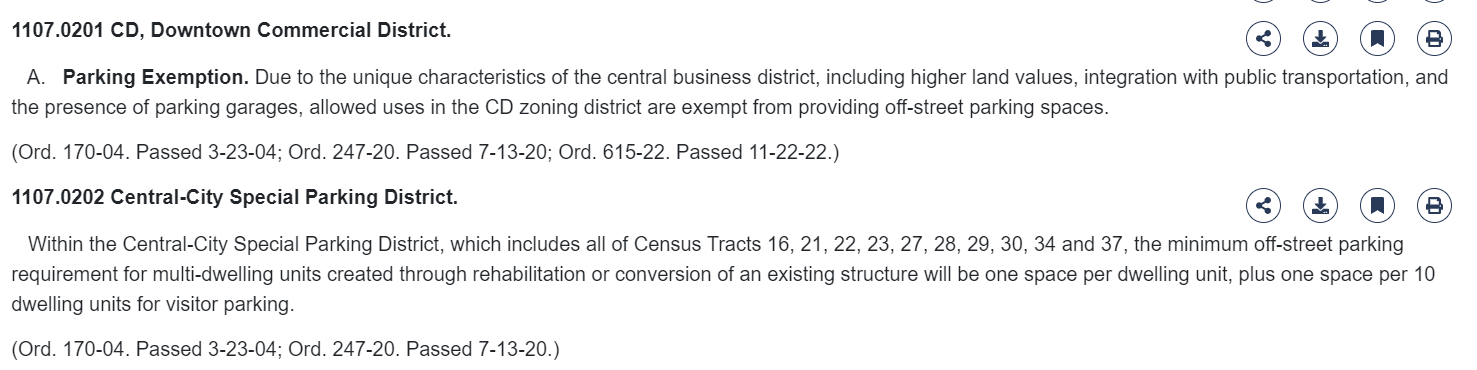 1107.0201 CD, Downtown Commercial District.
A. Parking Exemption. Due to the unique characteristics of the central business district, including higher land values, integration with public transportation, and
the presence of parking garages, allowed uses in the CD zoning district are exempt from providing off-street parking spaces.
(Ord. 170-04. Passed 3-23-04; Ord. 247-20. Passed 7-13-20; Ord. 615-22. Passed 11-22-22.)
1107.0202 Central-City Special Parking District.
Within the Central-City Special Parking District, which includes all of Census Tracts 16, 21, 22, 23, 27, 28, 29, 30, 34 and 37, the minimum off-street parking
requirement for multi-dwelling units created through rehabilitation or conversion of an existing structure will be one space per dwelling unit, plus one space per 10
dwelling units for visitor parking.
(Ord. 170-04. Passed 3-23-04; Ord. 247-20. Passed 7-13-20.)